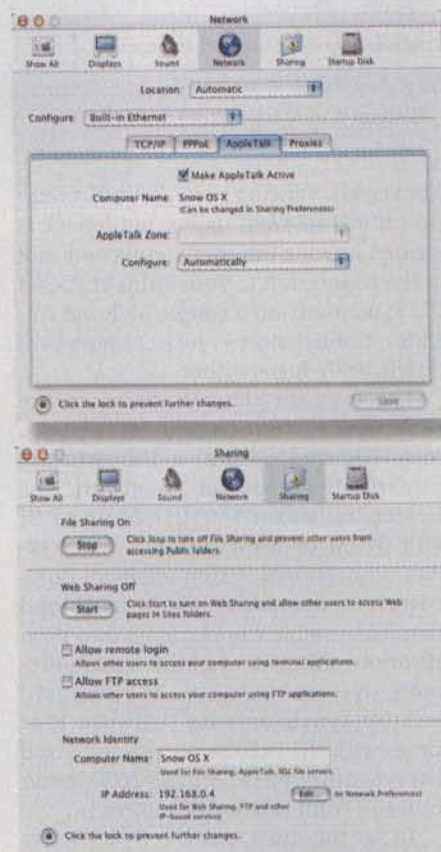 Network
Show All Displays Sound Network Sharing Startup Disk
Location: Automatic
Configure: Built-in Ethernet
TCP/IP PPPoE AppleTalk Proxies
Make AppleTalk Active
Computer Name: Snow OS X
(Can be changed in Sharing Preferences)
AppleTalk Zone:
Configure: Automatically
Click the lock to prevent further changes.
Save
Sharing
Show All Displays Sound Network Sharing Startup Disk
File Sharing On
Stop Click Stop to turn off File Sharing and prevent other users from
accessing Public folders.
Web Sharing Off
Start Click Start to turn on Web Sharing and allow other users to access Web
pages in Sites folders.
Allow remote login
Allows other users to access your computer using terminal applications.
Allow FTP access
Allows other users to access your computer using FTP applications.
Network Identity
Computer Name: Snow OS X
Used for File Sharing, AppleTalk, NSL file servers.
IP Address: 192.168.0.4 Edit (in Network Preferences)
Used for Web Sharing, FTP and other
IP-based services
Click the lock to prevent further changes.